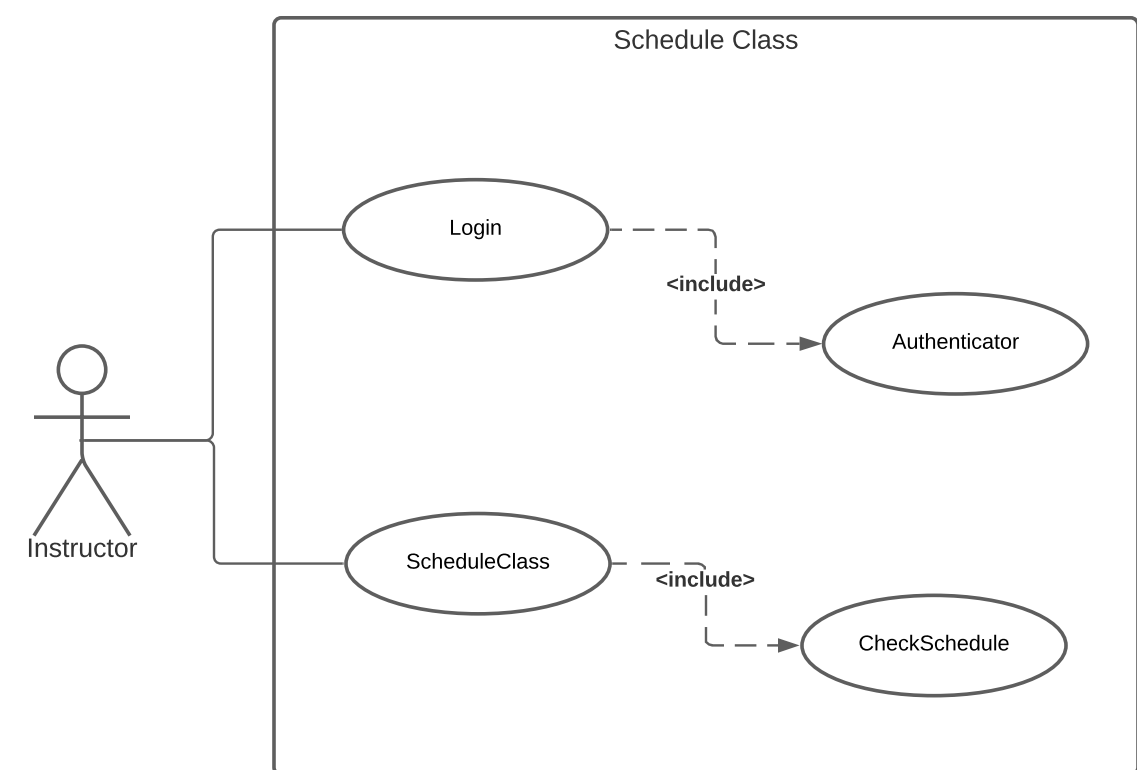 Schedule Class
Login
<include>
Authenticator
Instructor
ScheduleClass
<include>
CheckSchedule